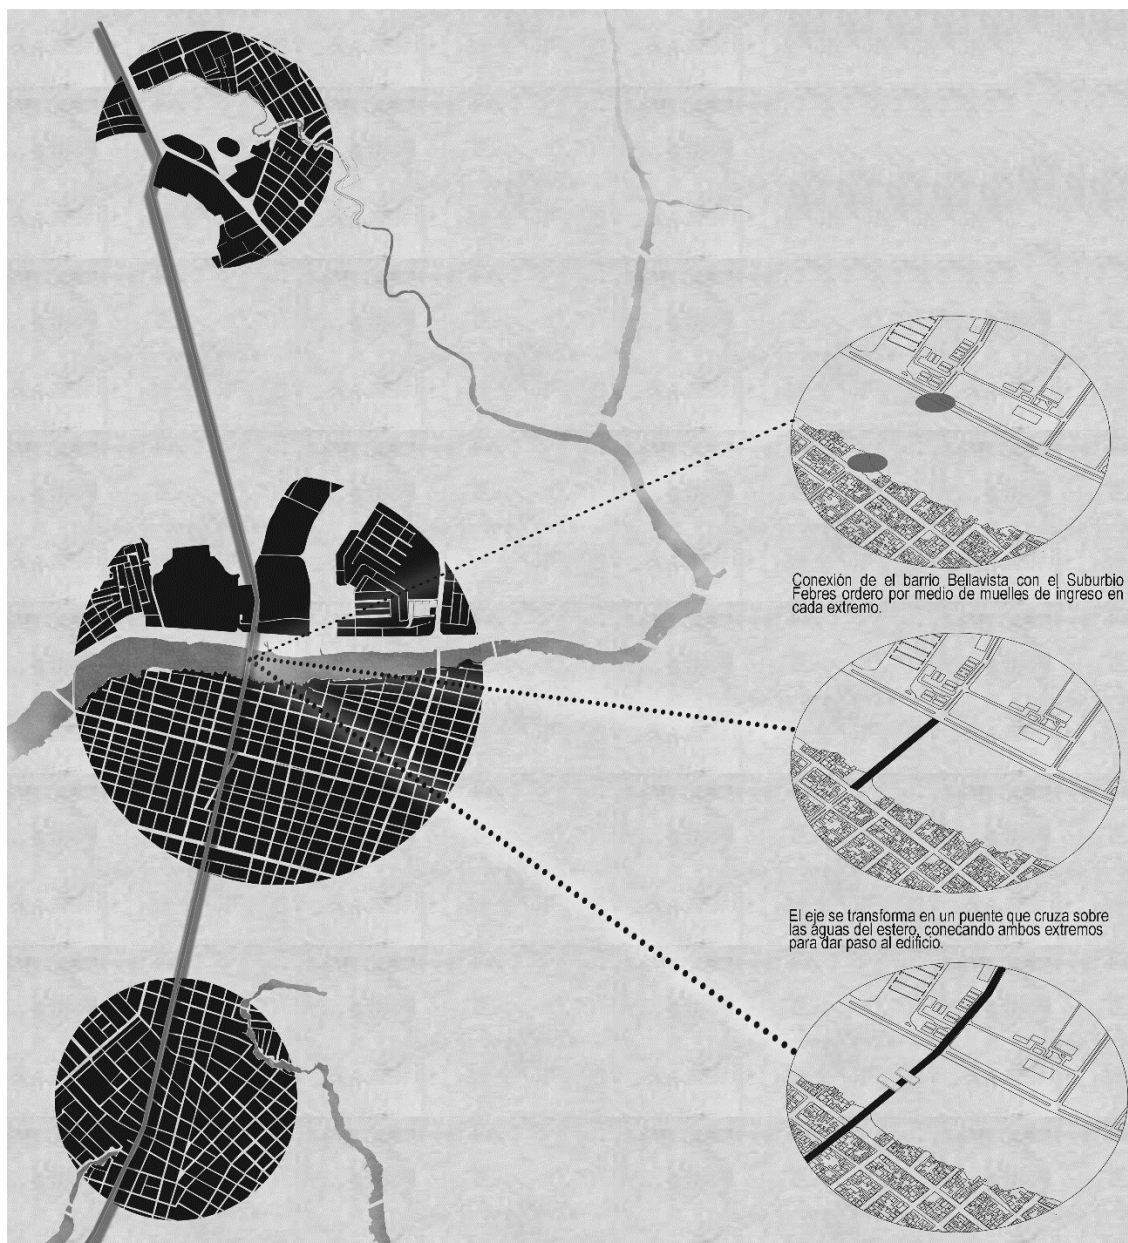 Conexión de el barrio Bellavista con el Suburbio
Febres ordero por medio de muelles de ingreso en
cada extremo.
El eje se transforma en un puente que cruza sobre
las aguas del estero, conecando ambos extremos
para dar paso al edificio.